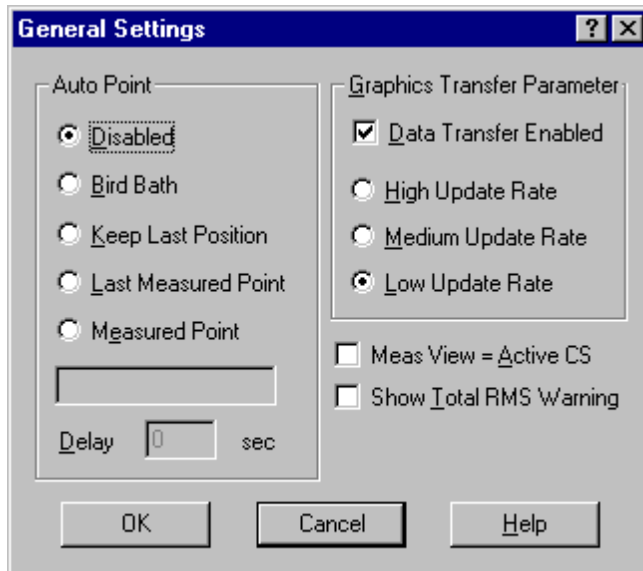 General Settings
Auto Point
Disabled
Bird Bath
Keep Last Position
Last Measured Point
Measured Point
Delay 0 sec
Graphics Transfer Parameter
Data Transfer Enabled
High Update Rate
Medium Update Rate
Low Update Rate
Meas View = Active CS
Show Total RMS Warning
OK
Cancel
Help